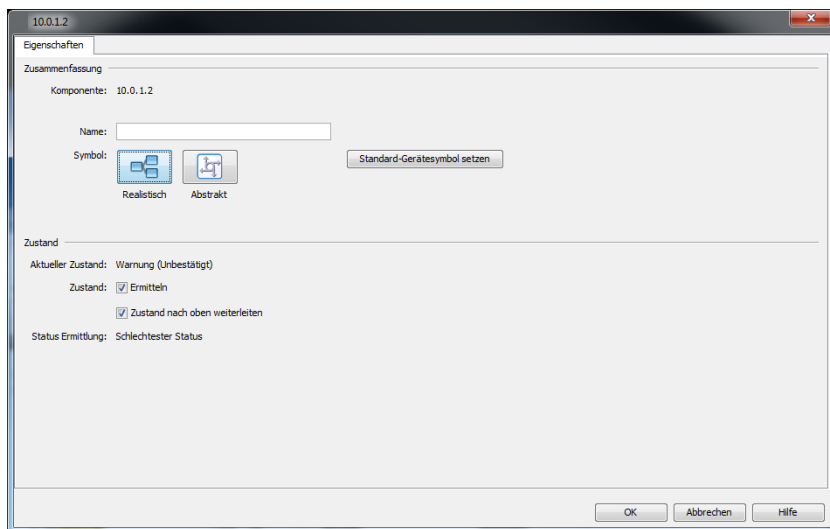 10.0.1.2
Eigenschaften
Zusammenfassung
Komponente: 10.0.1.2
Name:
Symbol:
Standard-Gerätesymbol setzen
Realistisch Abstrakt
Zustand
Aktueller Zustand: Warnung (Unbestätigt)
Zustand: Ermitteln
Zustand nach oben weiterleiten
Status Ermittlung: Schlechtester Status
OK Abbrechen Hilfe